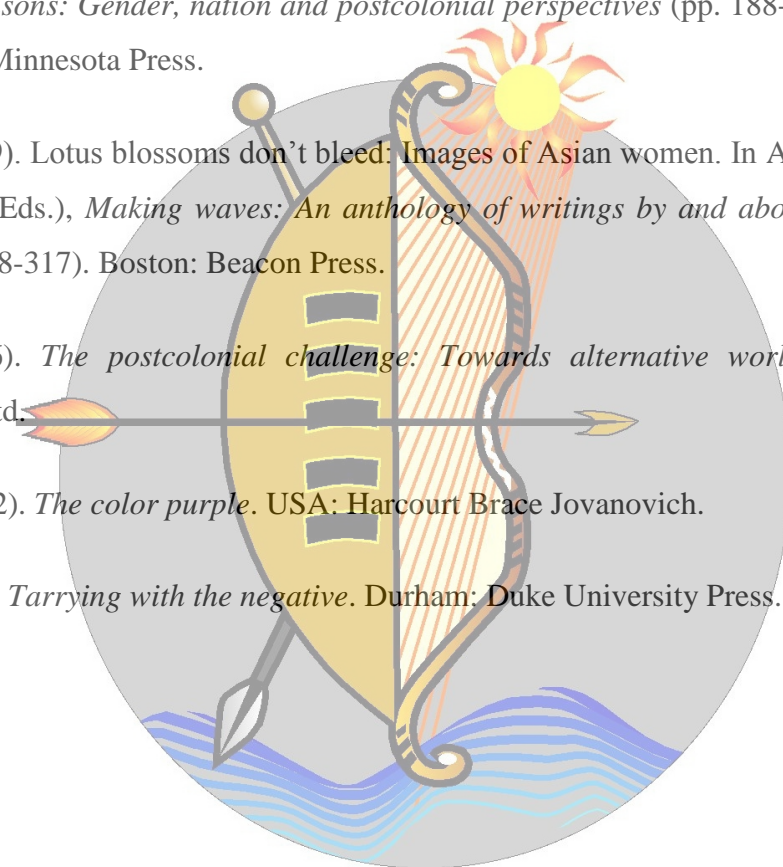 sons: Gender, nation and postcolonial perspectives (pp. 188-
Minnesota Press.
). Lotus blossoms don’t bleed: Images of Asian women. In A
Eds.), Making waves: An anthology of writings by and abo
8-317). Boston: Beacon Press.
). The postcolonial challenge: Towards alternative worl
td.
2). The color purple. USA: Harcourt Brace Jovanovich.
Tarrying with the negative. Durham: Duke University Press.